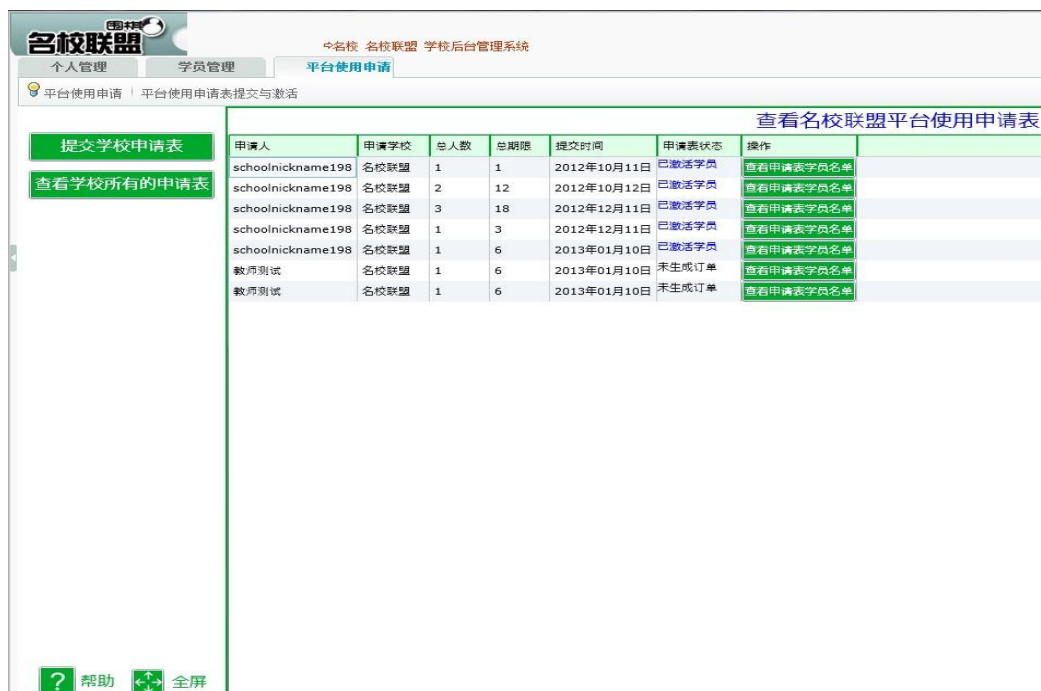 围棋
名校联盟
中名校 名校联盟 学校后台管理系统
个人管理 学员管理 平台使用申请
平台使用申请 平台使用申请表提交与激活
查看名校联盟平台使用申请表
提交学校申请表
查看学校所有的申请表
申请人 申请学校 总人数 总期限 提交时间 申请表状态 操作
schoolnickname198 名校联盟 1 1 2012年10月11日 已激活学员 查看申请表学员名单
schoolnickname198 名校联盟 2 12 2012年10月12日 已激活学员 查看申请表学员名单
schoolnickname198 名校联盟 3 18 2012年12月11日 已激活学员 查看申请表学员名单
schoolnickname198 名校联盟 1 3 2012年12月11日 已激活学员 查看申请表学员名单
schoolnickname198 名校联盟 1 6 2013年01月10日 已激活学员 查看申请表学员名单
教师测试 名校联盟 1 6 2013年01月10日 未生成订单 查看申请表学员名单
教师测试 名校联盟 1 6 2013年01月10日 未生成订单 查看申请表学员名单
? 帮助 全屏